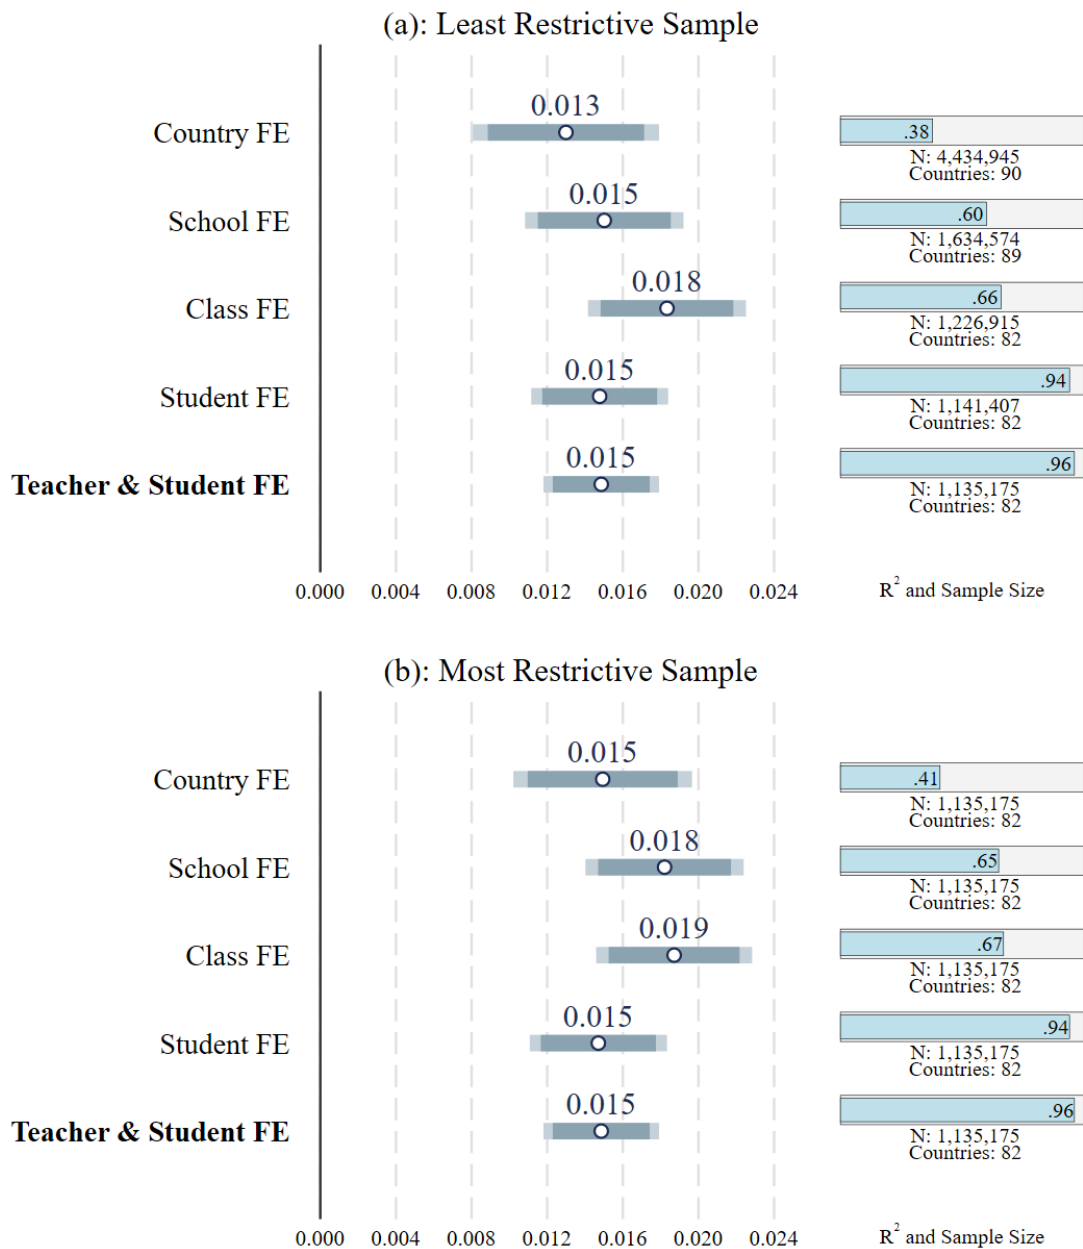 (a): Least Restrictive Sample
0.013
Country FE
.38
N: 4,434,945
Countries: 90
0.015
School FE
.60
N: 1,634,574
Countries: 89
0.018
Class FE
.66
N: 1,226,915
Countries: 82
0.015
Student FE
.94
N: 1,141,407
Countries: 82
0.015
Teacher & Student FE
.96
N: 1,135,175
Countries: 82
0.000 0.004 0.008 0.012 0.016 0.020 0.024
R² and Sample Size
(b): Most Restrictive Sample
0.015
Country FE
.41
N: 1,135,175
Countries: 82
0.018
School FE
.65
N: 1,135,175
Countries: 82
0.019
Class FE
.67
N: 1,135,175
Countries: 82
0.015
Student FE
.94
N: 1,135,175
Countries: 82
0.015
Teacher & Student FE
.96
N: 1,135,175
Countries: 82
0.000 0.004 0.008 0.012 0.016 0.020 0.024
R² and Sample Size